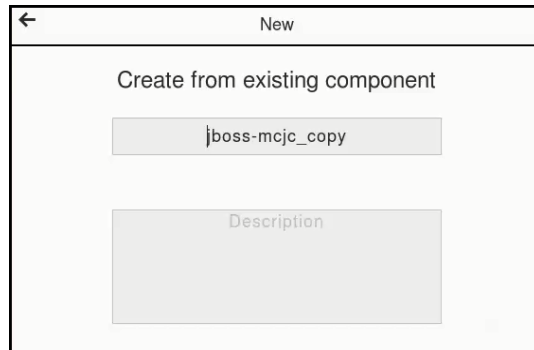 New
Create from existing component
jboss-mcjc_copy
Description